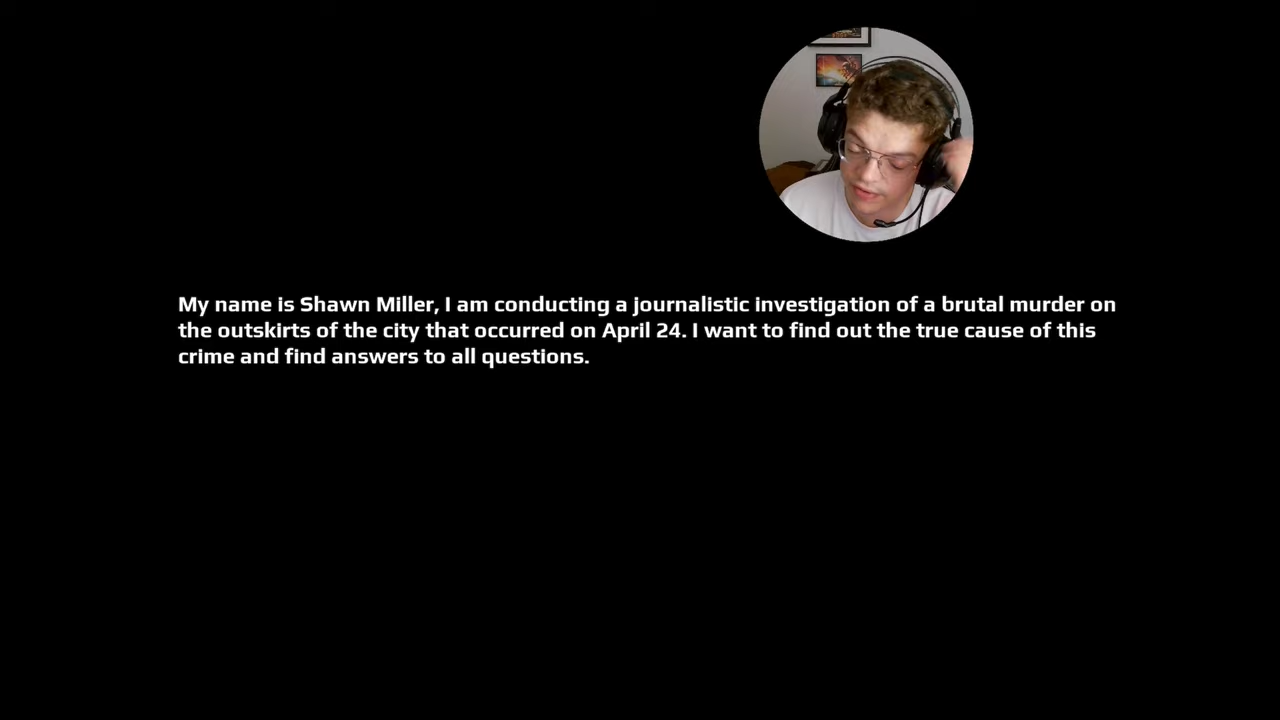 My name is Shawn Miller, I am conducting a journalistic investigation of a brutal murder on
the outskirts of the city that occurred on April 24. I want to find out the true cause of this
crime and find answers to all questions.